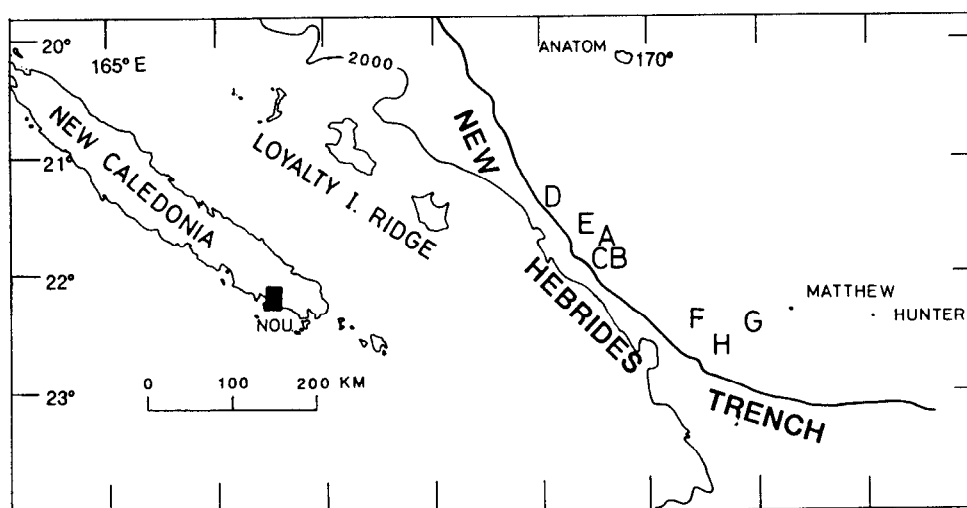 20°
165° E
2000
ANATOM
170°
NEW CALEDONIA
LOYALTY I. RIDGE
NEW
HEBRIDES
TRENCH
21°
D
E
A
CB
22°
NOU
MATTHEW
HUNTER
F
G
H
0 100 200 KM
23°